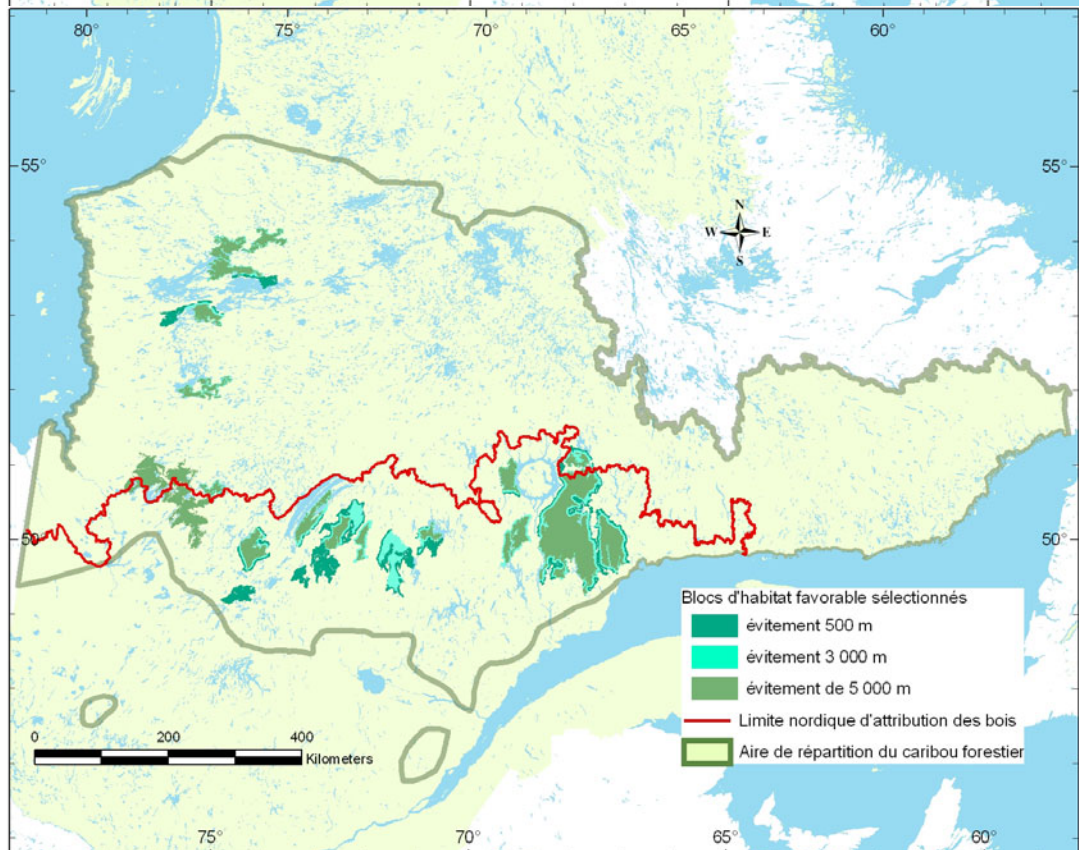 80° 75° 70° 65° 60°
55° 55°
N
W E
S
50° 50°
Blocs d'habitat favorable sélectionnés
évitement 500 m
évitement 3 000 m
évitement de 5 000 m
Limite nordique d'attribution des bois
Aire de répartition du caribou forestier
0 200 400
Kilometers
75° 70° 65° 60°